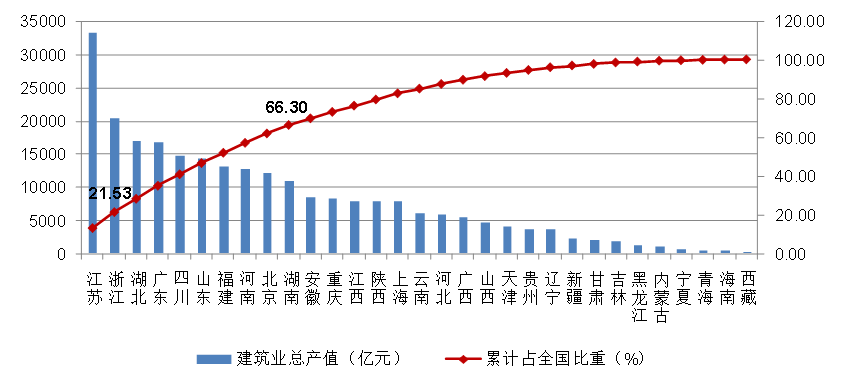 35000
30000
25000
20000
15000
10000
5000
0
120.00
100.00
80.00
60.00
40.00
20.00
0.00
66.30
21.53
江苏
浙江
湖北
广东
四川
山东
福建
河南
北京
湖南
安徽
重庆
江西
陕西
上海
云南
河北
广西
山西
天津
贵州
辽宁
新疆
甘肃
吉林
黑龙江
内蒙古
宁夏
青海
海南
西藏
建筑业总产值（亿元）
累计占全国比重（%）